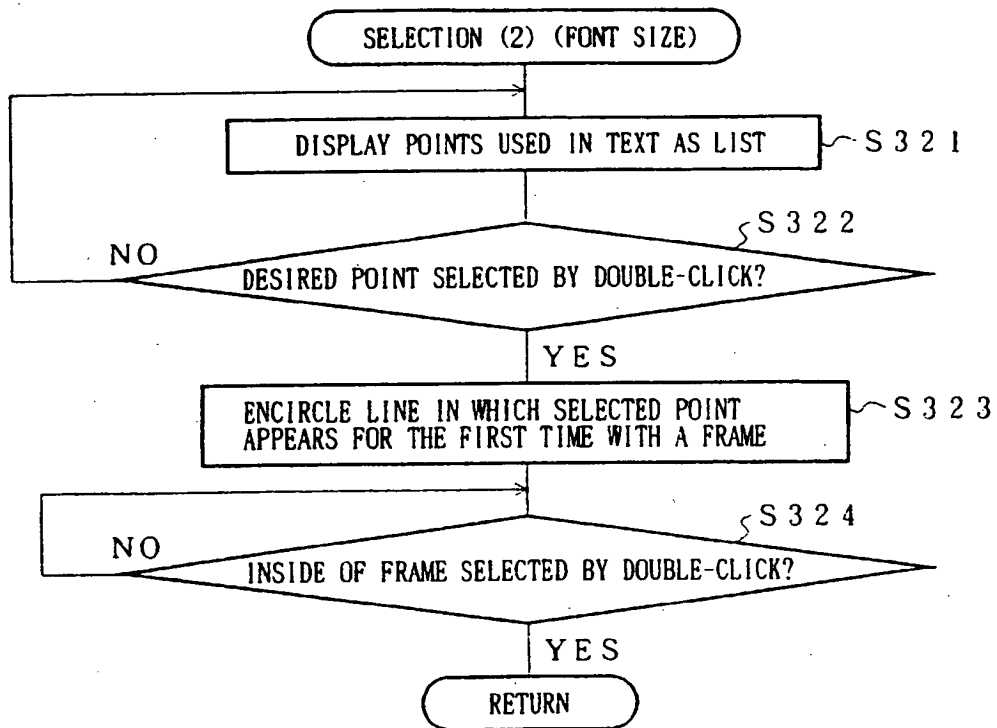 SELECTION (2) (FONT SIZE)
DISPLAY POINTS USED IN TEXT AS LIST
S321
S322
NO
DESIRED POINT SELECTED BY DOUBLE-CLICK?
YES
ENCIRCLE LINE IN WHICH SELECTED POINT
APPEARS FOR THE FIRST TIME WITH A FRAME
S323
S324
NO
INSIDE OF FRAME SELECTED BY DOUBLE-CLICK?
YES
RETURN